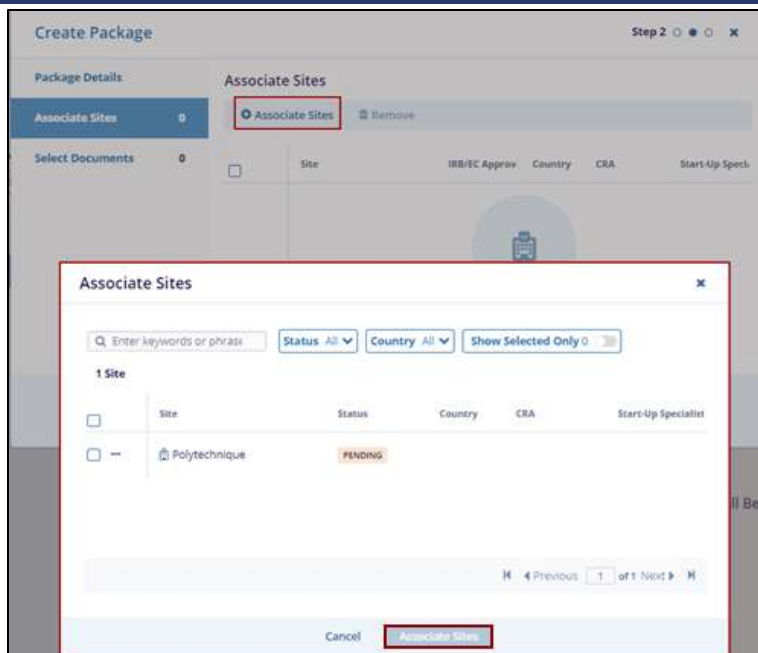 Create Package
Step 2
Package Details
Associate Sites
Associate Sites 0
Associate Sites Remove
Select Documents 0
Site IRB/EC Approv Country CRA Start-Up Speci
Associate Sites
Enter keywords or phrase Status All Country All Show Selected Only 0
1 Site
Site Status Country CRA Start-Up Specialist
Polytechnique PENDING
ll Be
Previous 1 of 1 Next
Cancel Associate Sites